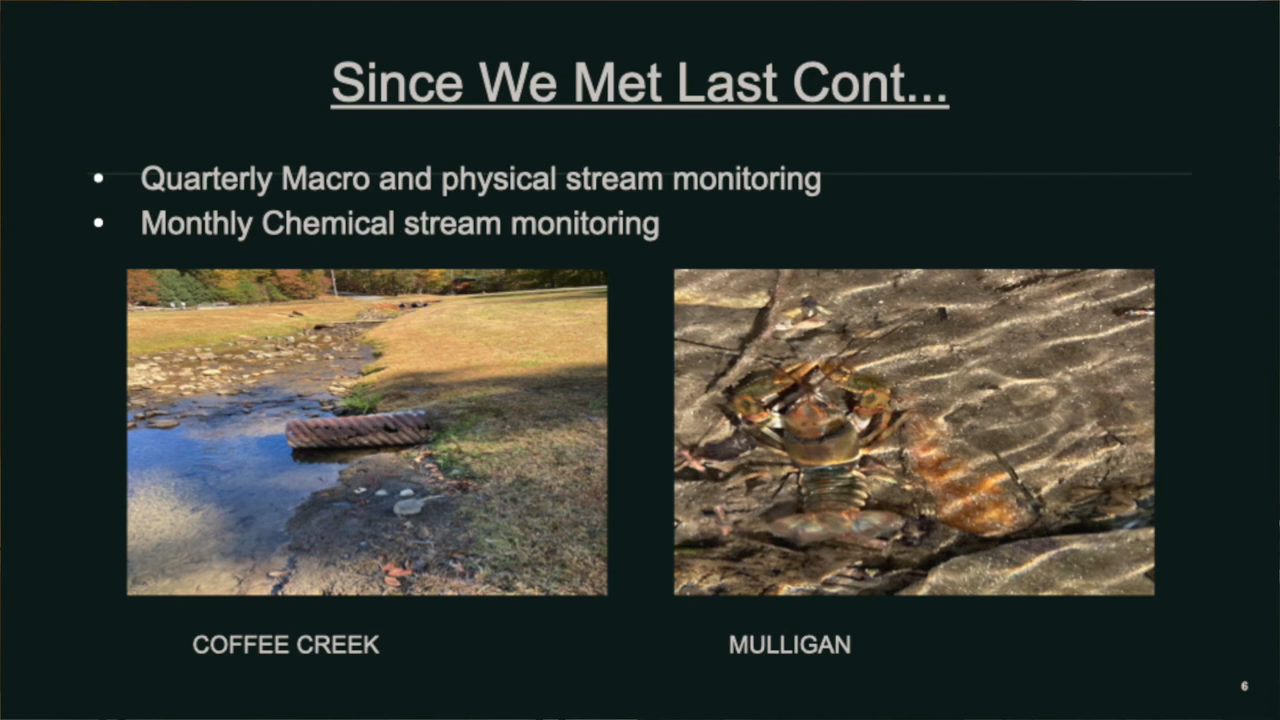 Since We Met Last Cont...
• Quarterly Macro and physical stream monitoring
• Monthly Chemical stream monitoring
COFFEE CREEK
MULLIGAN
6